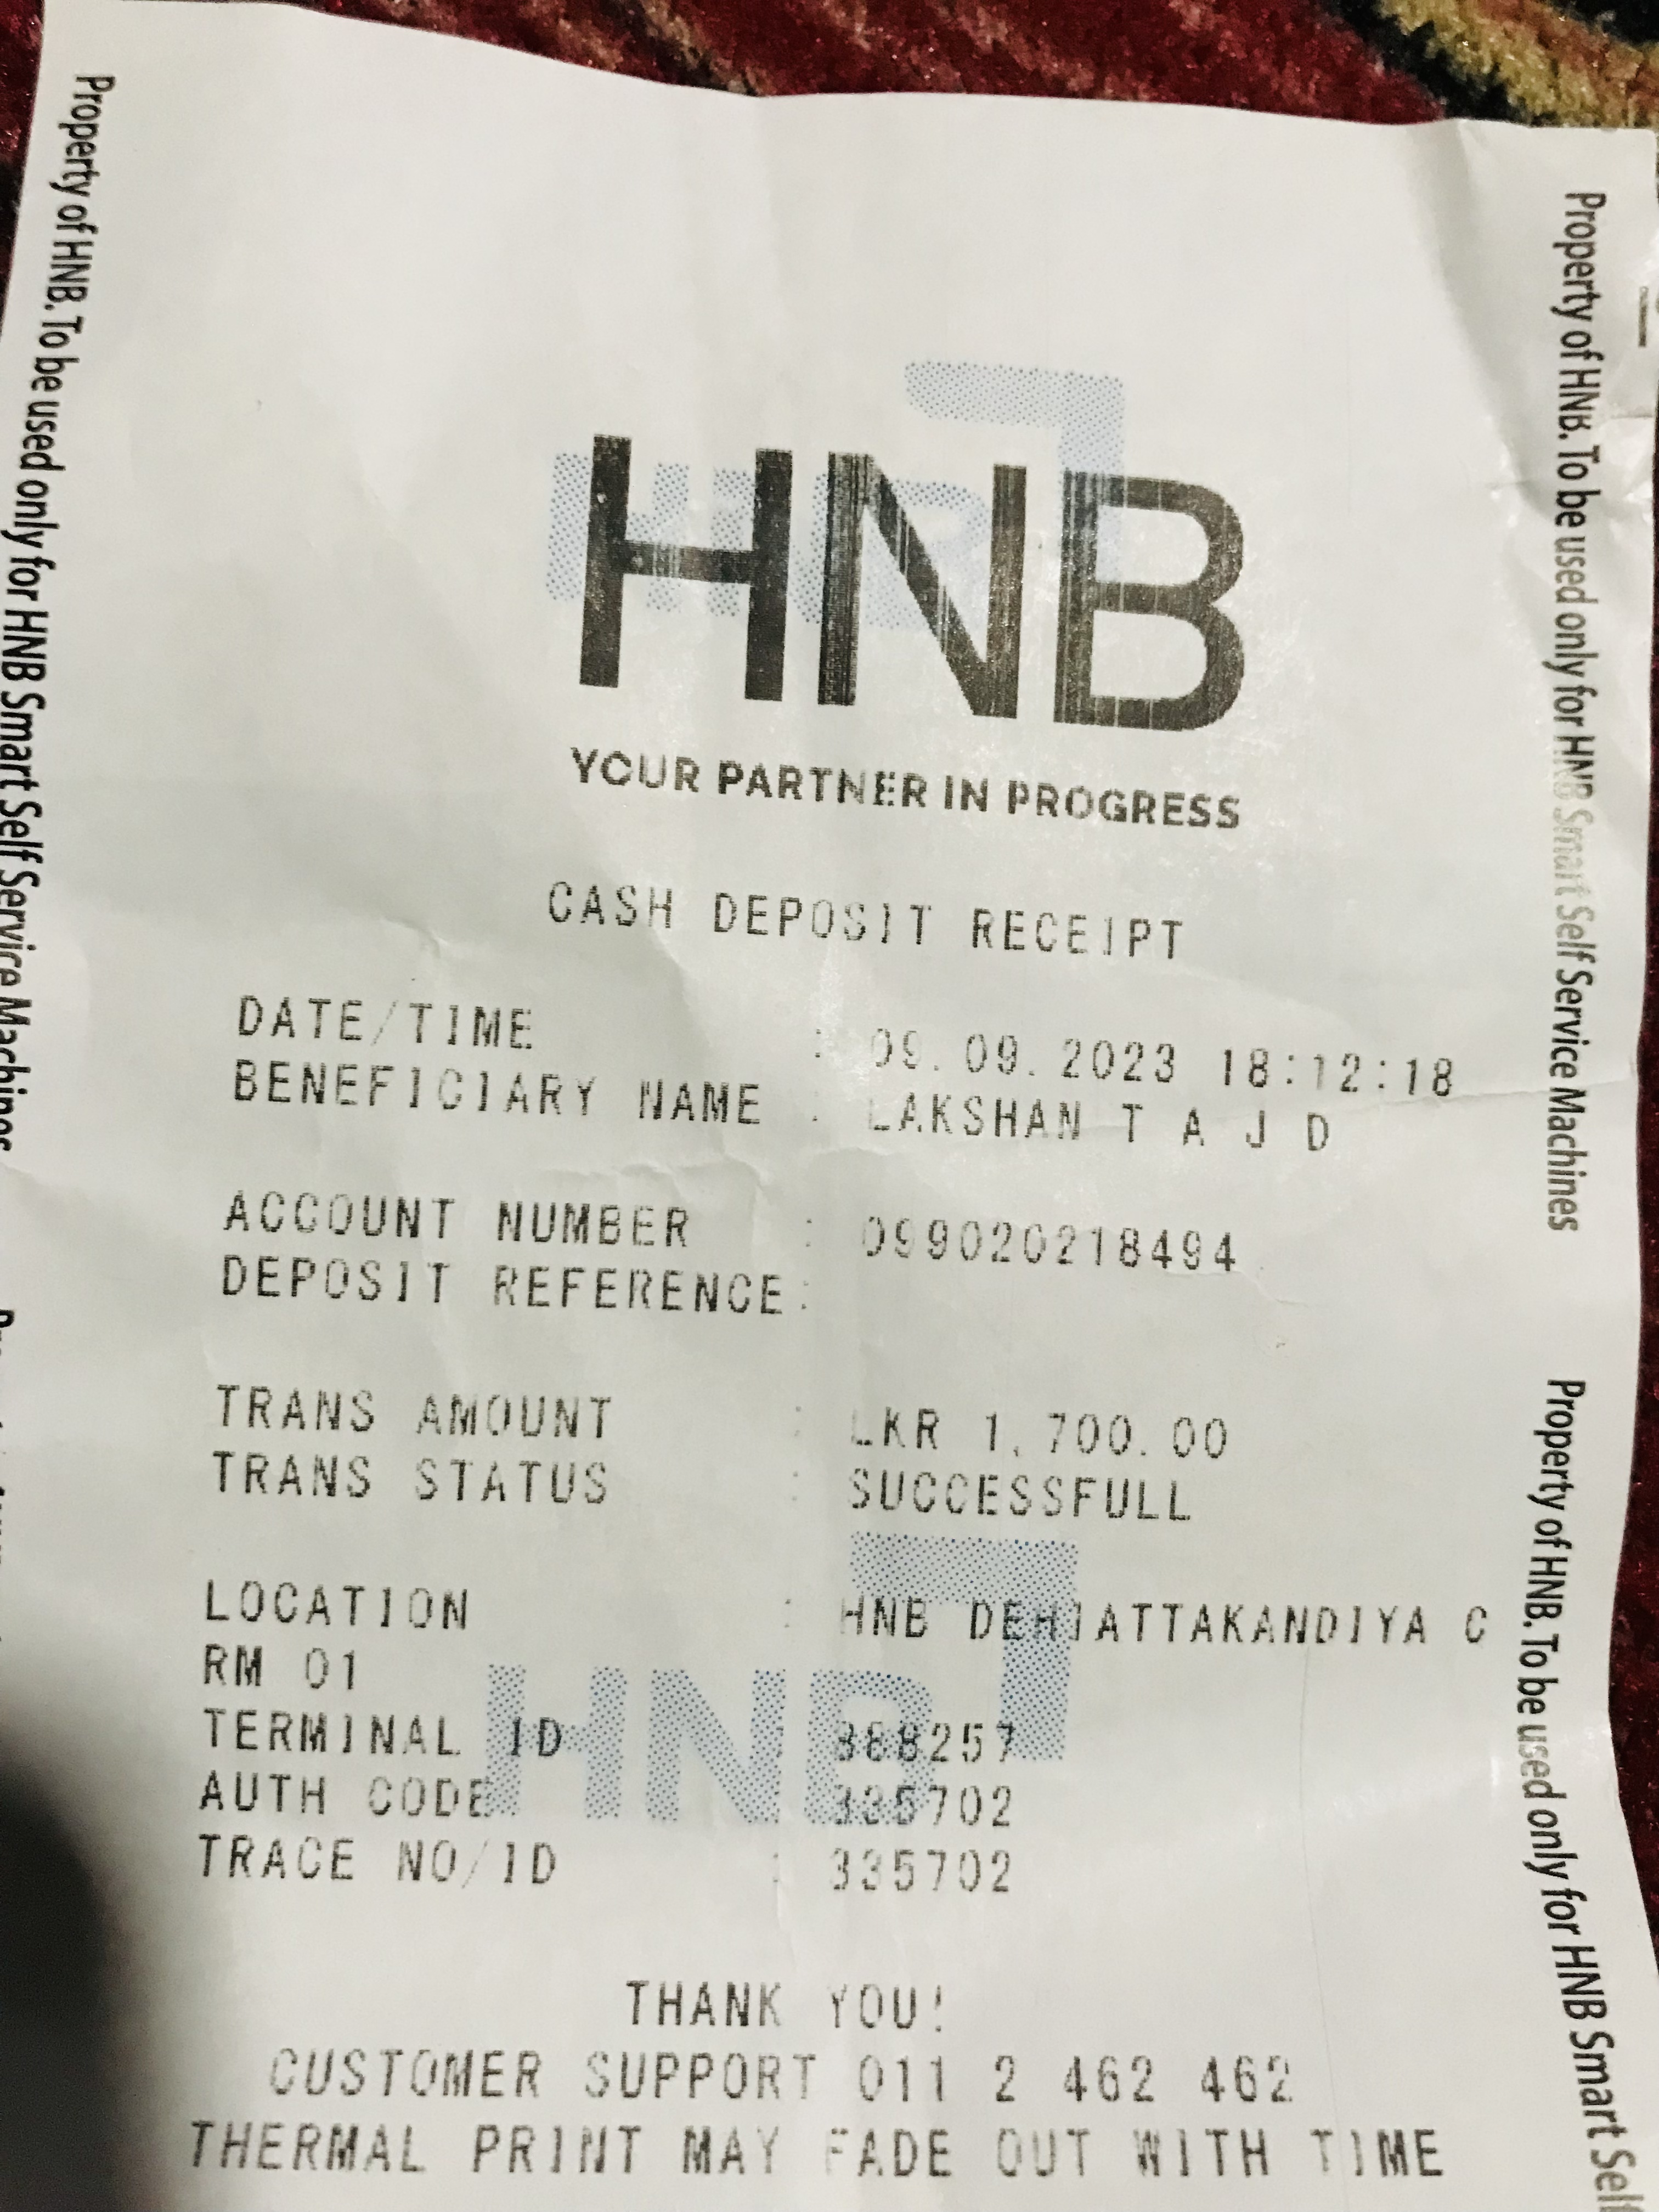 HNB
YOUR PARTNER IN PROGRESS
CASH DEPOSIT RECEIPT
DATE/TIME : 09.09.2023 18:12:18
BENEFICIARY NAME : LAKSHAN T A J D
ACCOUNT NUMBER : 099020218494
DEPOSIT REFERENCE:
TRANS AMOUNT : LKR 1,700.00
TRANS STATUS : SUCCESSFULL
LOCATION : HNB DEHIATTAKANDIYA C
RM 01
TERMINAL ID : 388257
AUTH CODE : 335702
TRACE NO/ID : 335702
THANK YOU!
CUSTOMER SUPPORT 011 2 462 462
THERMAL PRINT MAY FADE OUT WITH TIME
HNB
HNB
Property of HNB. To be used only for HNB Smart Self Service Machines
Property of HNB. To be used only for HNB Smart Self Service Machines
Property of HNB. To be used only for HNB Smart Self